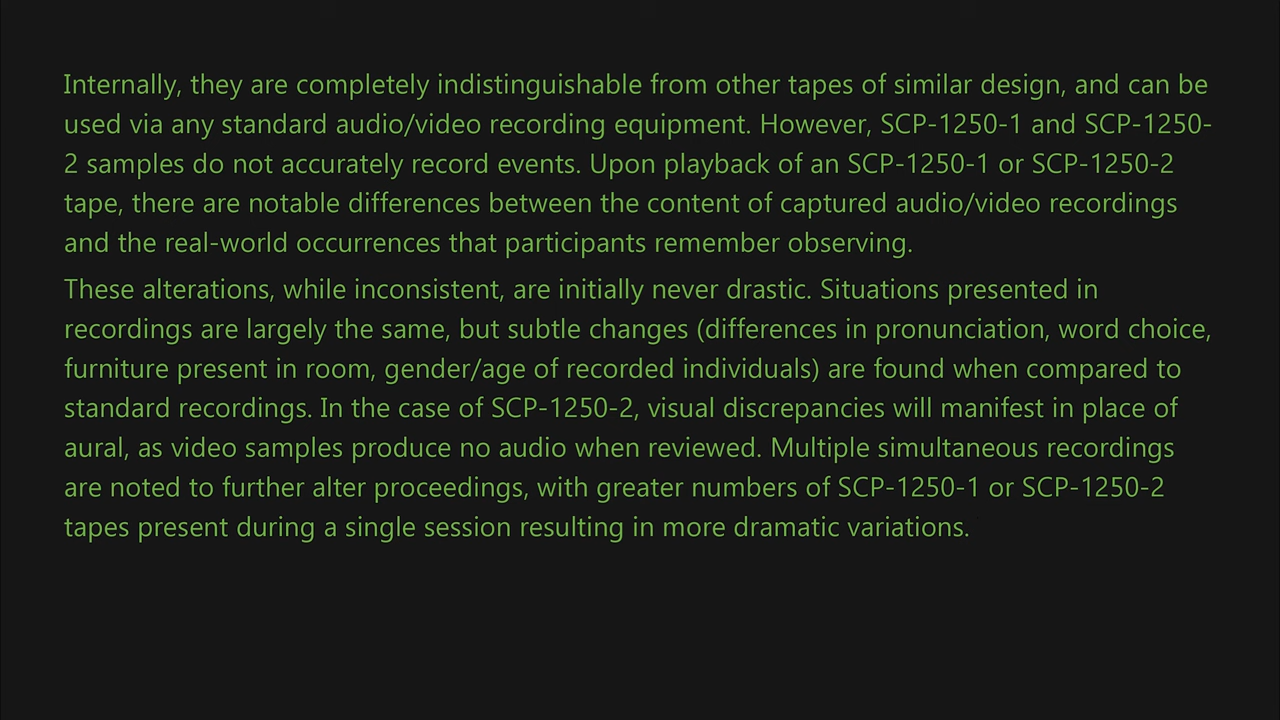 Internally, they are completely indistinguishable from other tapes of similar design, and can be
used via any standard audio/video recording equipment. However, SCP-1250-1 and SCP-1250-
2 samples do not accurately record events. Upon playback of an SCP-1250-1 or SCP-1250-2
tape, there are notable differences between the content of captured audio/video recordings
and the real-world occurrences that participants remember observing.
These alterations, while inconsistent, are initially never drastic. Situations presented in
recordings are largely the same, but subtle changes (differences in pronunciation, word choice,
furniture present in room, gender/age of recorded individuals) are found when compared to
standard recordings. In the case of SCP-1250-2, visual discrepancies will manifest in place of
aural, as video samples produce no audio when reviewed. Multiple simultaneous recordings
are noted to further alter proceedings, with greater numbers of SCP-1250-1 or SCP-1250-2
tapes present during a single session resulting in more dramatic variations.